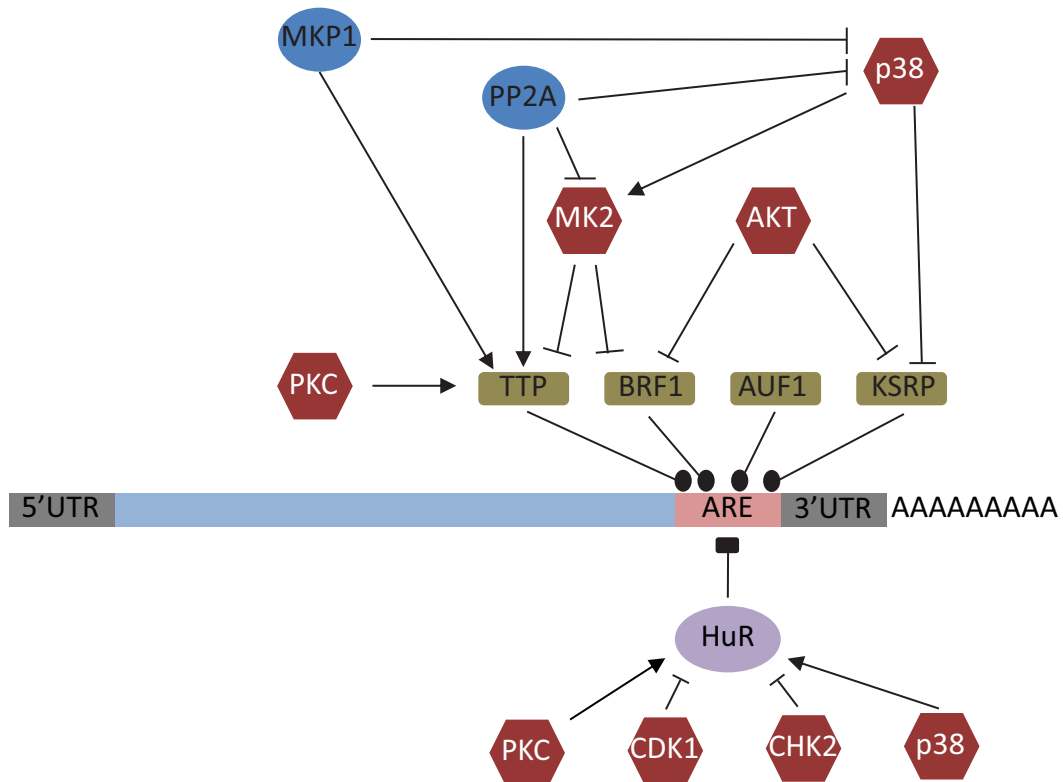 MKP1
p38
PP2A
MK2
AKT
PKC
TTP
BRF1
AUF1
KSRP
5’UTR
ARE
3’UTR
AAAAAAAAA
HuR
PKC
CDK1
CHK2
p38